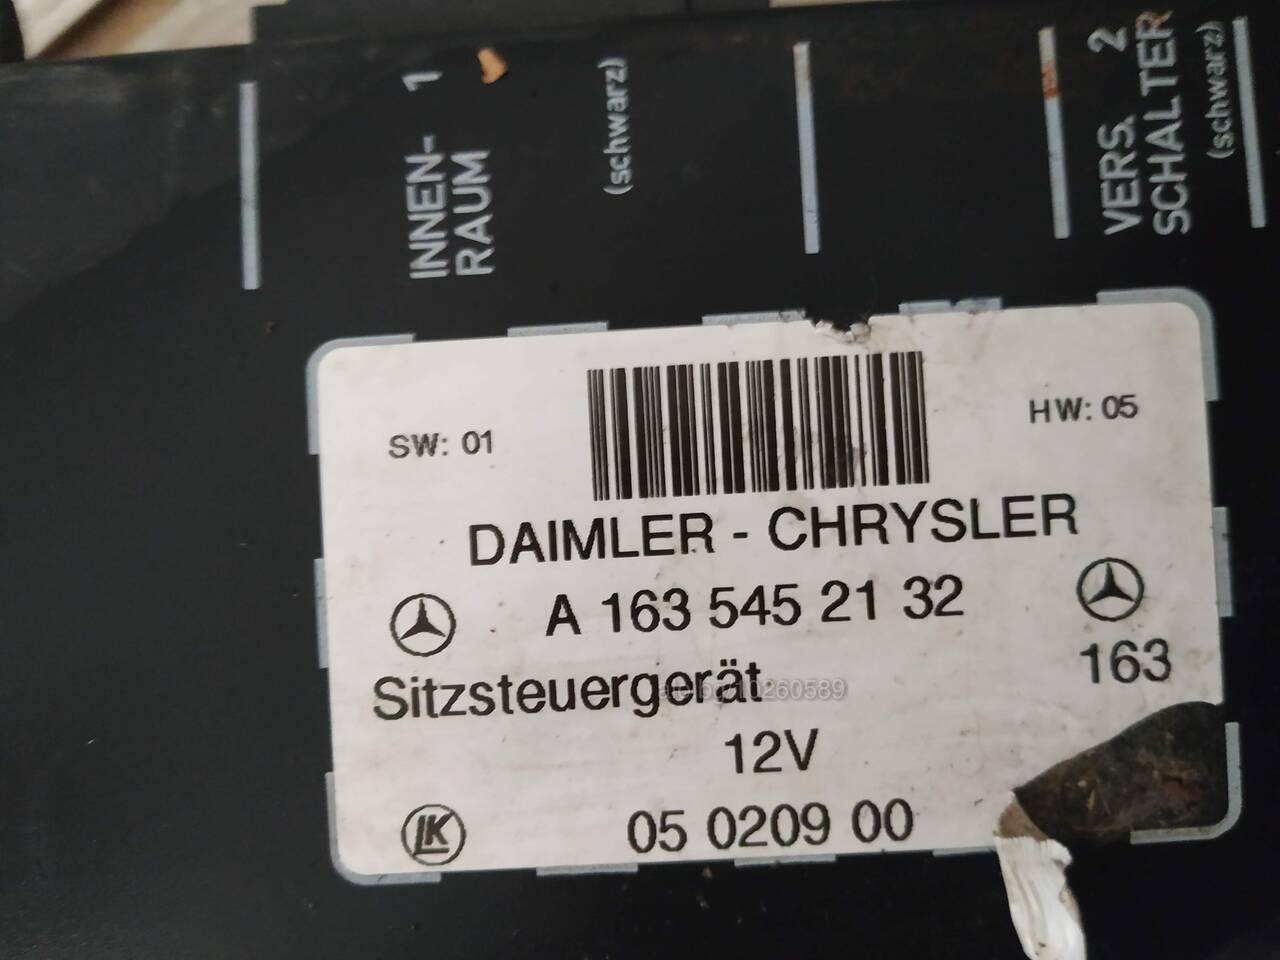 INNEN- 1
RAUM
(schwarz)
VERS. 2
SCHALTER
(schwarz)
SW: 01
HW: 05
DAIMLER - CHRYSLER
A 163 545 21 32
163
Sitzsteuergerät
12V
LK
05 0209 00